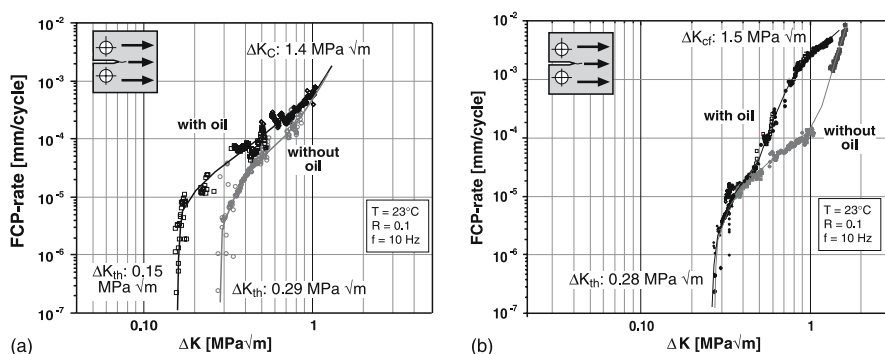 ΔK_C: 1.4 MPa √m
10⁻²
10⁻³
10⁻⁴
10⁻⁵
10⁻⁶
10⁻⁷
FCP-rate [mm/cycle]
with oil
without
oil
T = 23°C
R = 0.1
f = 10 Hz
ΔK_th: 0.15
MPa √m
ΔK_th: 0.29 MPa √m
0.10
1
ΔK [MPa√m]
(a)
ΔK_cf: 1.5 MPa √m
10⁻²
10⁻³
10⁻⁴
10⁻⁵
10⁻⁶
10⁻⁷
FCP-rate [mm/cycle]
with oil
without
oil
T = 23°C
R = 0.1
f = 10 Hz
ΔK_th: 0.28 MPa √m
0.10
1
ΔK [MPa√m]
(b)